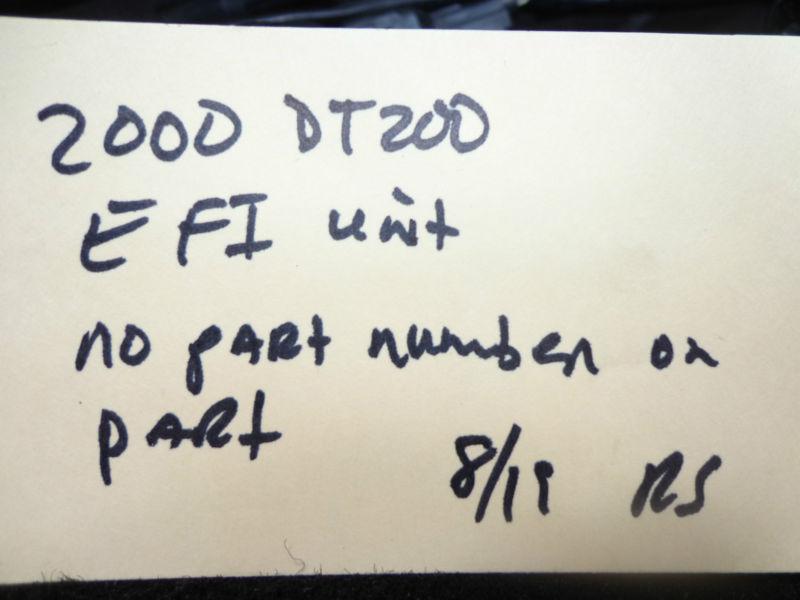 2000 DT200
EFI unit
no part number on
part
8/19 RS